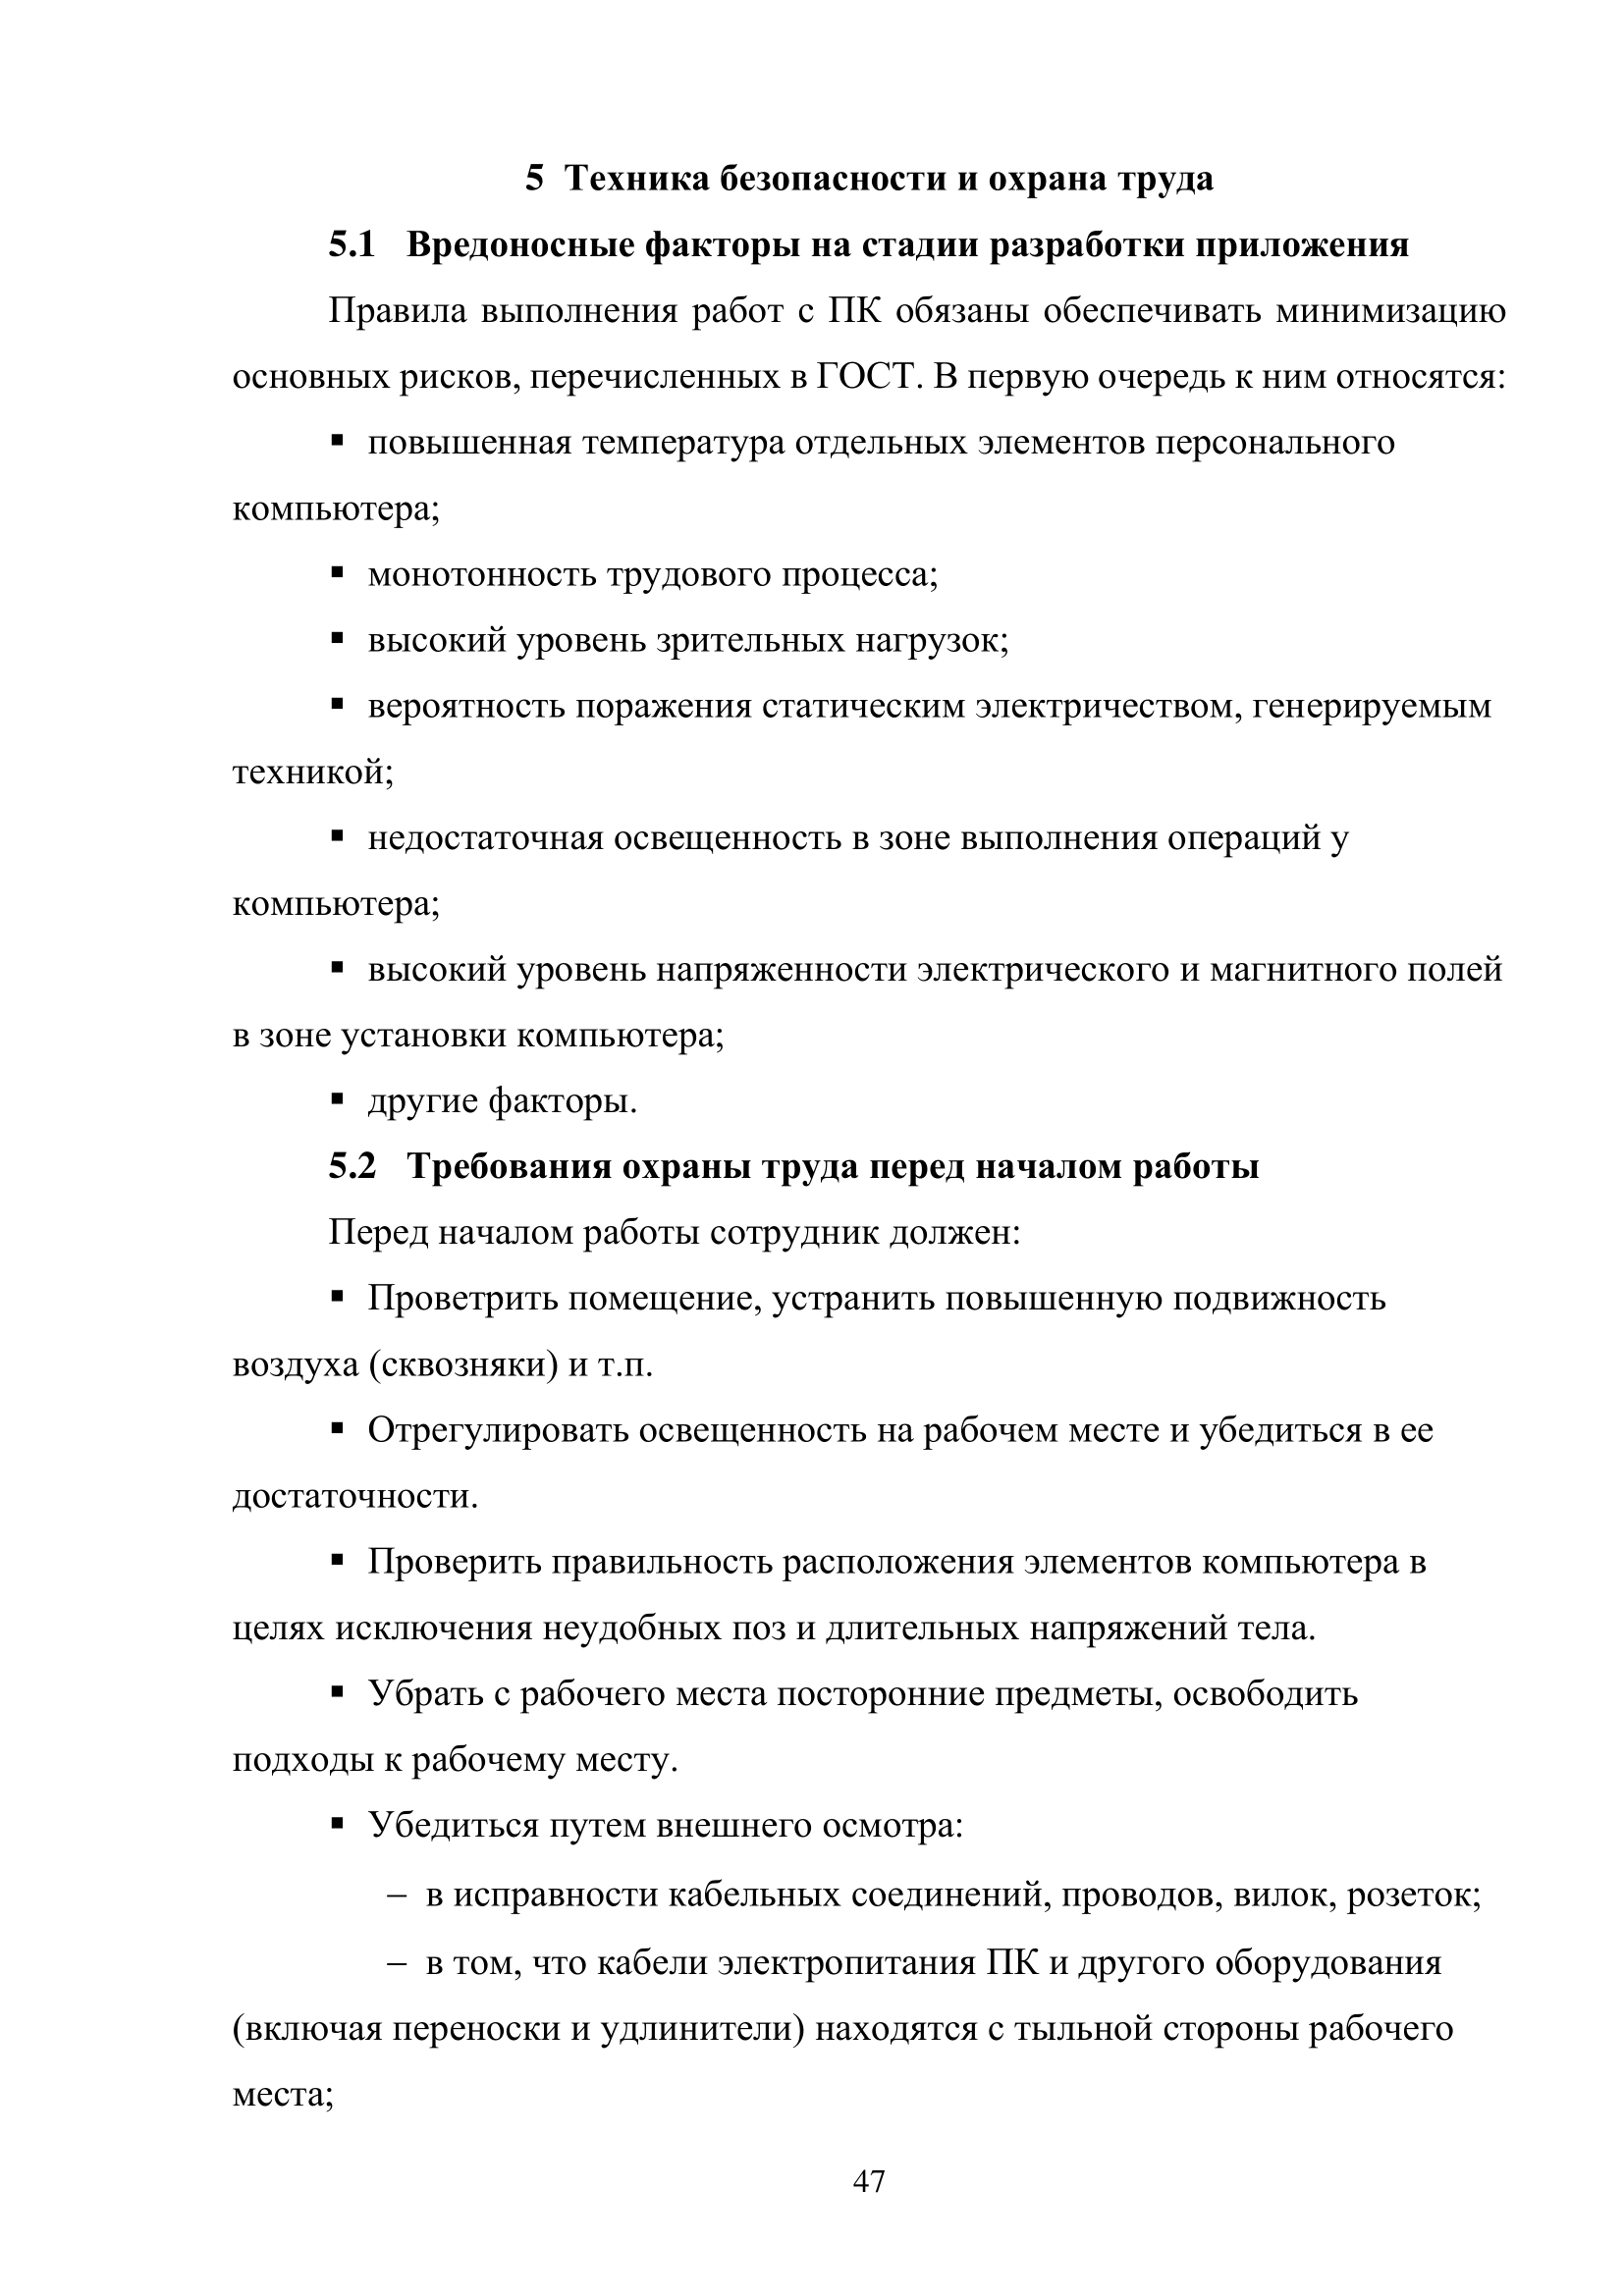 5 Техника безопасности и охрана труда
5.1 Вредоносные факторы на стадии разработки приложения
Правила выполнения работ с ПК обязаны обеспечивать минимизацию
основных рисков, перечисленных в ГОСТ. В первую очередь к ним относятся:
▪ повышенная температура отдельных элементов персонального
компьютера;
▪ монотонность трудового процесса;
▪ высокий уровень зрительных нагрузок;
▪ вероятность поражения статическим электричеством, генерируемым
техникой;
▪ недостаточная освещенность в зоне выполнения операций у
компьютера;
▪ высокий уровень напряженности электрического и магнитного полей
в зоне установки компьютера;
▪ другие факторы.
5.2 Требования охраны труда перед началом работы
Перед началом работы сотрудник должен:
▪ Проветрить помещение, устранить повышенную подвижность
воздуха (сквозняки) и т.п.
▪ Отрегулировать освещенность на рабочем месте и убедиться в ее
достаточности.
▪ Проверить правильность расположения элементов компьютера в
целях исключения неудобных поз и длительных напряжений тела.
▪ Убрать с рабочего места посторонние предметы, освободить
подходы к рабочему месту.
▪ Убедиться путем внешнего осмотра:
– в исправности кабельных соединений, проводов, вилок, розеток;
– в том, что кабели электропитания ПК и другого оборудования
(включая переноски и удлинители) находятся с тыльной стороны рабочего
места;
47